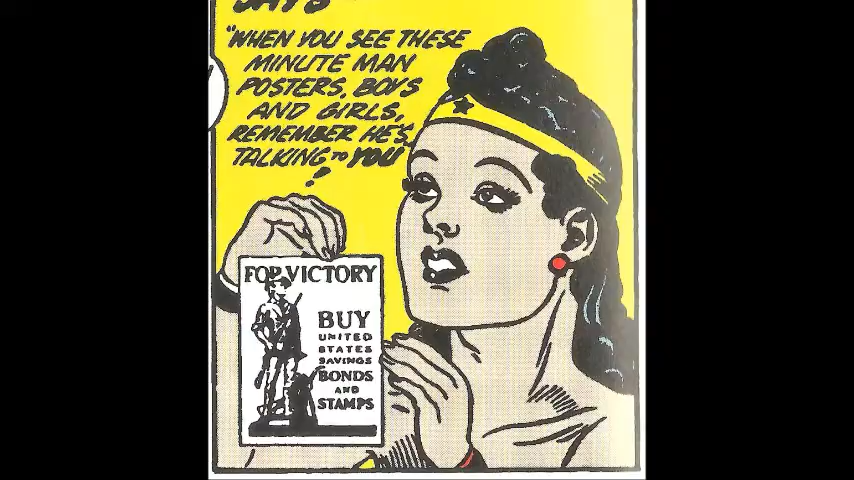 SAYS -
"WHEN YOU SEE THESE
MINUTE MAN
POSTERS, BOYS
AND GIRLS,
REMEMBER HE'S
TALKING TO YOU
!
FOR VICTORY
BUY
UNITED
STATES
SAVINGS
BONDS
AND
STAMPS